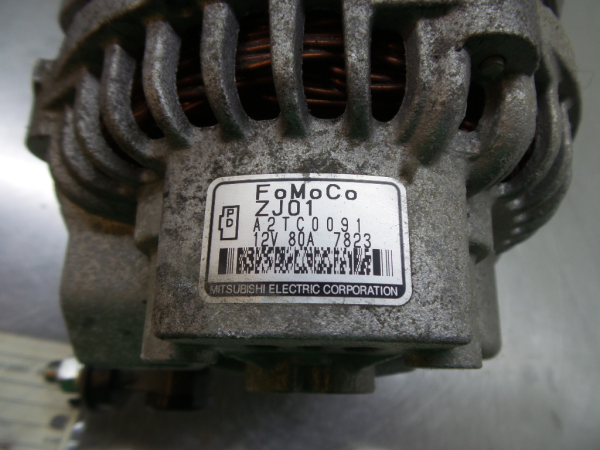 FoMoCo
ZJ01
P
D
A2TC0091
12V 80A 7823
MITSUBISHI ELECTRIC CORPORATION